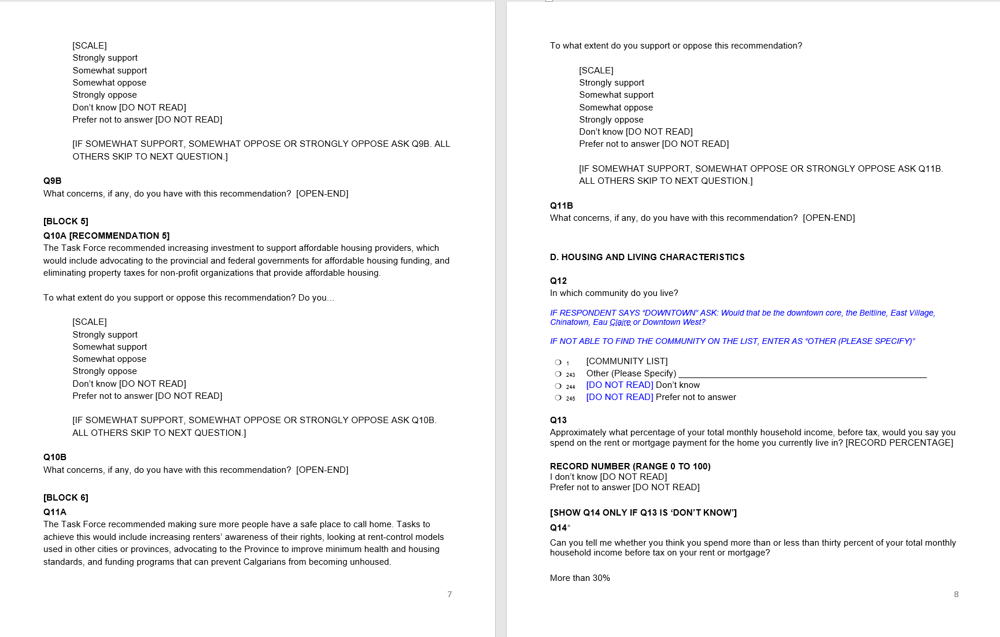 [SCALE]
Strongly support
Somewhat support
Somewhat oppose
Strongly oppose
Don’t know [DO NOT READ]
Prefer not to answer [DO NOT READ]
[IF SOMEWHAT SUPPORT, SOMEWHAT OPPOSE OR STRONGLY OPPOSE ASK Q9B. ALL
OTHERS SKIP TO NEXT QUESTION.]
Q9B
What concerns, if any, do you have with this recommendation?  [OPEN-END]
[BLOCK 5]
Q10A [RECOMMENDATION 5]
The Task Force recommended increasing investment to support affordable housing providers, which
would include advocating to the provincial and federal governments for affordable housing funding, and
eliminating property taxes for non-profit organizations that provide affordable housing.
To what extent do you support or oppose this recommendation? Do you…
[SCALE]
Strongly support
Somewhat support
Somewhat oppose
Strongly oppose
Don’t know [DO NOT READ]
Prefer not to answer [DO NOT READ]
[IF SOMEWHAT SUPPORT, SOMEWHAT OPPOSE OR STRONGLY OPPOSE ASK Q10B.
ALL OTHERS SKIP TO NEXT QUESTION.]
Q10B
What concerns, if any, do you have with this recommendation?  [OPEN-END]
[BLOCK 6]
Q11A
The Task Force recommended making sure more people have a safe place to call home. Tasks to
achieve this would include increasing renters’ awareness of their rights, looking at rent-control models
used in other cities or provinces, advocating to the Province to improve minimum health and housing
standards, and funding programs that can prevent Calgarians from becoming unhoused.
7
To what extent do you support or oppose this recommendation?
[SCALE]
Strongly support
Somewhat support
Somewhat oppose
Strongly oppose
Don’t know [DO NOT READ]
Prefer not to answer [DO NOT READ]
[IF SOMEWHAT SUPPORT, SOMEWHAT OPPOSE OR STRONGLY OPPOSE ASK Q11B.
ALL OTHERS SKIP TO NEXT QUESTION.]
Q11B
What concerns, if any, do you have with this recommendation?  [OPEN-END]
D. HOUSING AND LIVING CHARACTERISTICS
Q12
In which community do you live?
IF RESPONDENT SAYS “DOWNTOWN” ASK: Would that be the downtown core, the Beltline, East Village,
Chinatown, Eau Claire or Downtown West?
IF NOT ABLE TO FIND THE COMMUNITY ON THE LIST, ENTER AS “OTHER (PLEASE SPECIFY)”
1 [COMMUNITY LIST]
243 Other (Please Specify)
244 [DO NOT READ] Don’t know
245 [DO NOT READ] Prefer not to answer
Q13
Approximately what percentage of your total monthly household income, before tax, would you say you
spend on the rent or mortgage payment for the home you currently live in? [RECORD PERCENTAGE]
RECORD NUMBER (RANGE 0 TO 100)
I don’t know [DO NOT READ]
Prefer not to answer [DO NOT READ]
[SHOW Q14 ONLY IF Q13 IS ‘DON’T KNOW’]
Q14”
Can you tell me whether you think you spend more than or less than thirty percent of your total monthly
household income before tax on your rent or mortgage?
More than 30%
8